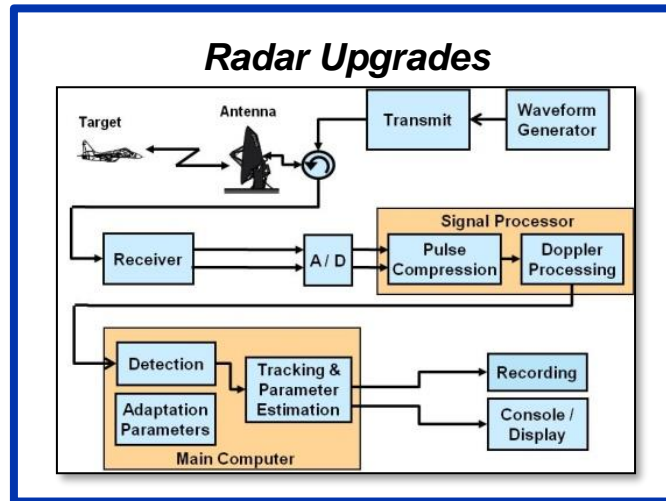 Radar Upgrades
Target
Antenna
Transmit
Waveform
Generator
Signal Processor
Receiver
A / D
Pulse
Compression
Doppler
Processing
Detection
Tracking &
Parameter
Estimation
Adaptation
Parameters
Main Computer
Recording
Console /
Display